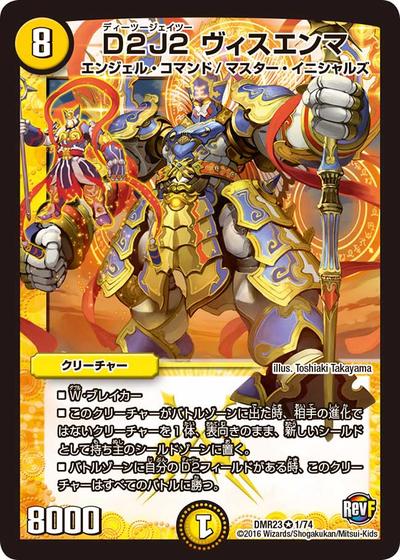 8
ディーツージェイツー
D2J2 ヴィスエンマ
エンジェル・コマンド / マスター・イニシャルズ
クリーチャー
illus. Toshiaki Takayama
■W・ブレイカー
■このクリーチャーがバトルゾーンに出た時、相手の進化で
はないクリーチャーを1体、表向きのまま、新しいシールド
として持ち主のシールドゾーンに置く。
■バトルゾーンに自分のD2フィールドがある時、このクリー
チャーはすべてのバトルに勝つ。
RevF
8000
1
DMR23 1/74
©2016 Wizards/Shogakukan/Mitsui-Kids